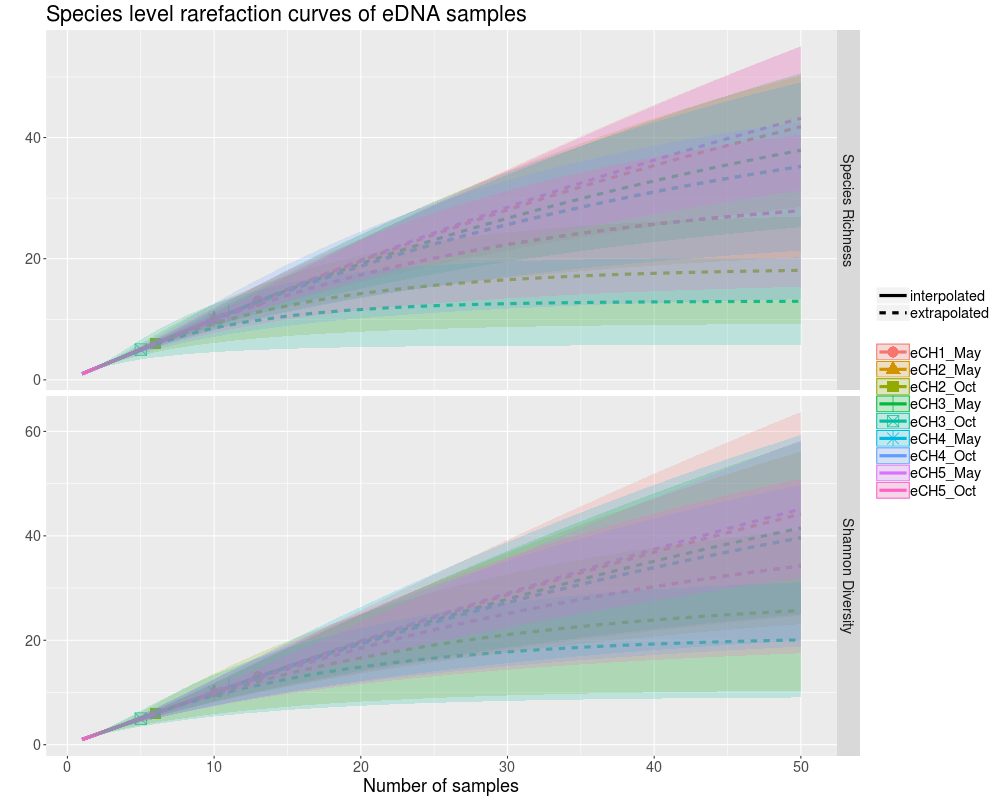 Species level rarefaction curves of eDNA samples
40
20
0
Species Richness
60
40
20
0
Shannon Diversity
0 10 20 30 40 50
Number of samples
interpolated
extrapolated
eCH1_May
eCH2_May
eCH2_Oct
eCH3_May
eCH3_Oct
eCH4_May
eCH4_Oct
eCH5_May
eCH5_Oct